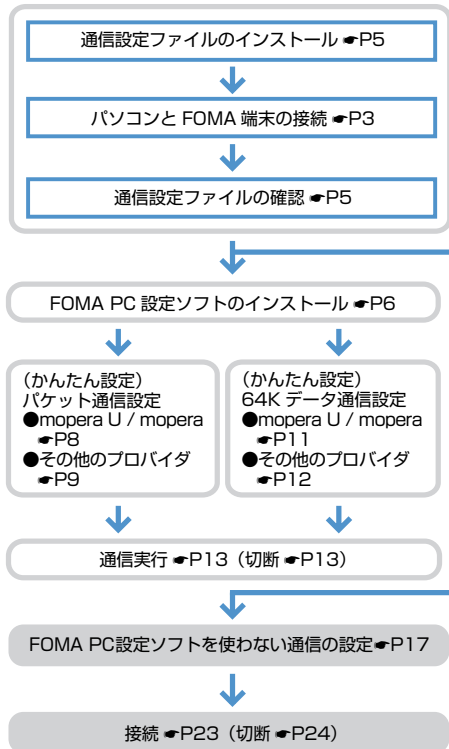 通信設定ファイルのインストール ☛P5
パソコンと FOMA 端末の接続 ☛P3
通信設定ファイルの確認 ☛P5
FOMA PC 設定ソフトのインストール ☛P6
(かんたん設定)
パケット通信設定
●mopera U / mopera
☛P8
●その他のプロバイダ
☛P9
(かんたん設定)
64K データ通信設定
●mopera U / mopera
☛P11
●その他のプロバイダ
☛P12
通信実行 ☛P13（切断 ☛P13）
FOMA PC設定ソフトを使わない通信の設定☛P17
接続 ☛P23（切断 ☛P24）